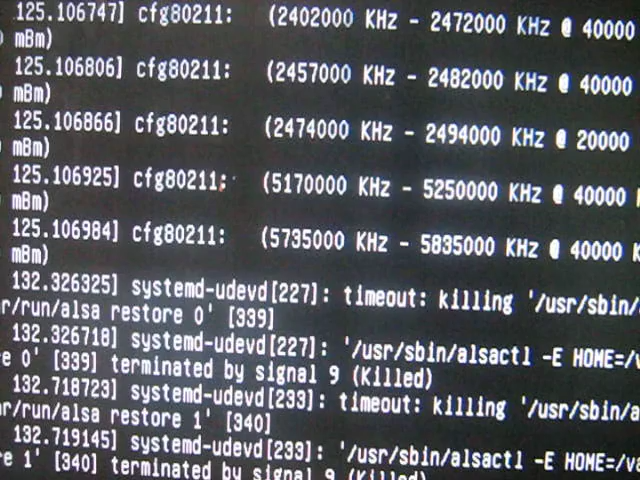 125.106747] cfg80211: (2402000 KHz - 2472000 KHz @ 40000
mBm)
125.106806] cfg80211: (2457000 KHz - 2482000 KHz @ 40000
mBm)
125.106866] cfg80211: (2474000 KHz - 2494000 KHz @ 20000
mBm)
125.106925] cfg80211: (5170000 KHz - 5250000 KHz @ 40000
mBm)
125.106984] cfg80211: (5735000 KHz - 5835000 KHz @ 40000 K
mBm)
132.326325] systemd-udevd[227]: timeout: killing '/usr/sbin/
r/run/alsa restore 0' [339]
132.326718] systemd-udevd[227]: '/usr/sbin/alsactl -E HOME=/v
e 0' [339] terminated by signal 9 (Killed)
132.718723] systemd-udevd[233]: timeout: killing '/usr/sbin/a
ar/run/alsa restore 1' [340]
132.719145] systemd-udevd[233]: '/usr/sbin/alsactl -E HOME=/va
e 1' [340] terminated by signal 9 (Killed)